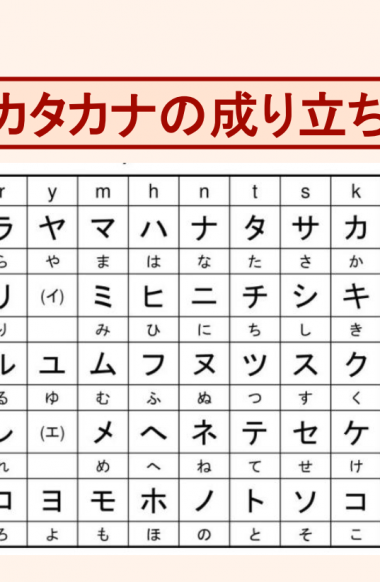 カタカナの成り立ち
r y m h n t s k
ラ ヤ マ ハ ナ タ サ カ
ら や ま は な た さ か
リ (イ) ミ ヒ ニ チ シ キ
り み ひ に ち し き
ル ユ ム フ ヌ ツ ス ク
る ゆ む ふ ぬ つ す く
レ (エ) メ ヘ ネ テ セ ケ
れ め へ ね て せ け
ロ ヨ モ ホ ノ ト ソ コ
ろ よ も ほ の と そ こ